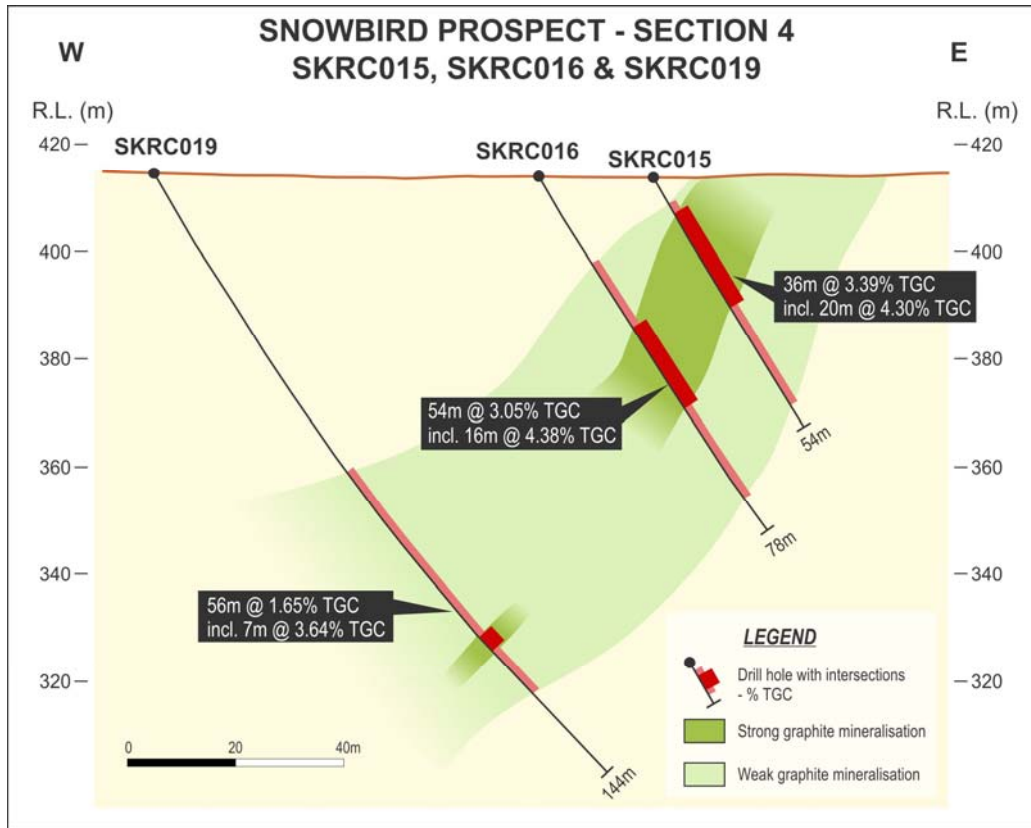 SNOWBIRD PROSPECT - SECTION 4
SKRC015, SKRC016 & SKRC019
W
E
R.L. (m)
R.L. (m)
420
420
SKRC019
SKRC016
SKRC015
400
400
36m @ 3.39% TGC
incl. 20m @ 4.30% TGC
380
380
54m @ 3.05% TGC
incl. 16m @ 4.38% TGC
54m
360
360
78m
340
340
56m @ 1.65% TGC
incl. 7m @ 3.64% TGC
320
320
144m
0
20
40m
LEGEND
Drill hole with intersections
- % TGC
Strong graphite mineralisation
Weak graphite mineralisation